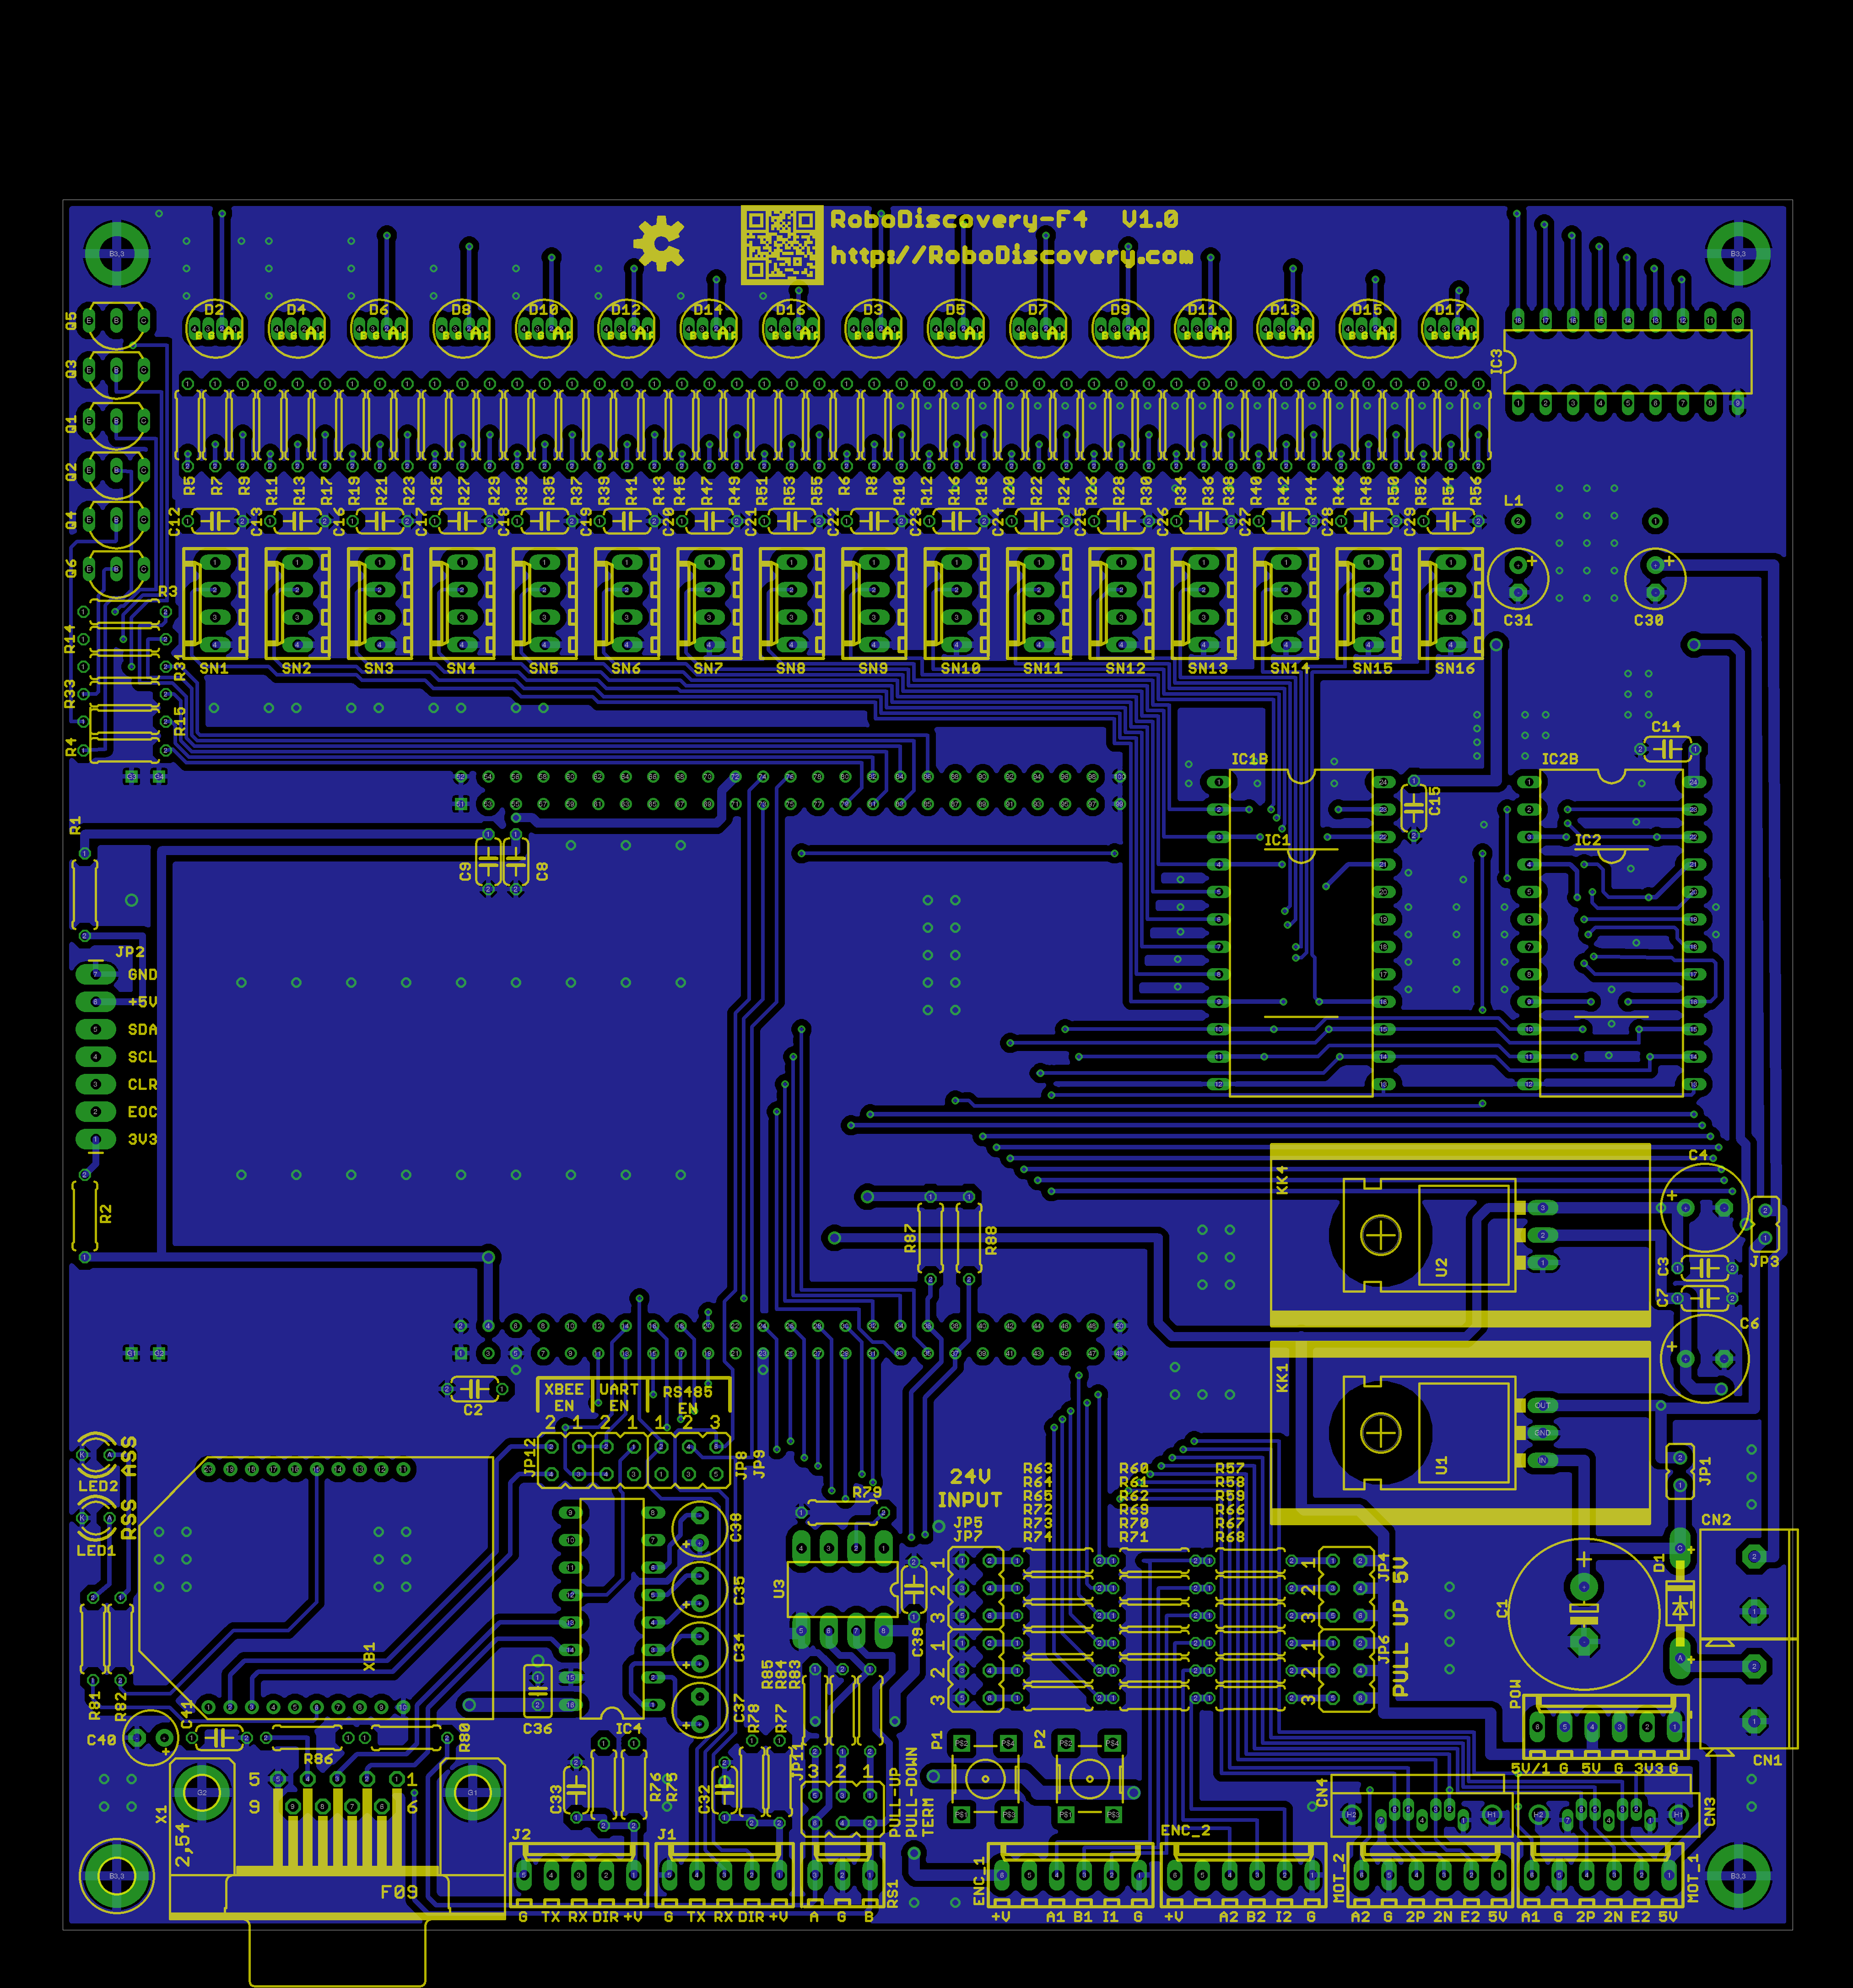 RoboDiscovery-F4 V1.0
http://RoboDiscovery.com
D2 D4 D6 D8 D10 D12 D14 D16 D3 D5 D7 D9 D11 D13 D15 D17
Q5
Q3
Q1
Q2
Q4
Q6
IC3
R5 R7 R9 R11 R13 R17 R19 R21 R23 R25 R27 R29 R32 R35 R37 R39 R41 R43 R45 R47 R49 R51 R53 R55 R6 R8 R10 R12 R16 R18 R20 R22 R24 R26 R28 R30 R34 R36 R38 R40 R42 R44 R46 R48 R50 R52 R54 R56
L1
C12 C13 C16 C17 C18 C19 C20 C21 C22 C23 C24 C25 C26 C27 C28 C29
C31 C30
SN1 SN2 SN3 SN4 SN5 SN6 SN7 SN8 SN9 SN10 SN11 SN12 SN13 SN14 SN15 SN16
R3
R14
R31
R33
R15
R4
C14
IC1B IC2B
C15
R1
IC1 IC2
C9 C8
JP2
GND
+5V
SDA
SCL
CLR
EOC
3V3
R2
R87 R88
KK4
U2
C4
C3
JP3
C7
C6
KK1
U1
JP1
C2
XBEE EN
UART EN
RS485 EN
2 1 2 1 1 2 3
JP12 JP8 JP9
ASS
LED2
RSS
LED1
R79
24V
INPUT
JP5
JP7
R63 R60 R57
R64 R61 R58
R65 R62 R59
R72 R69 R66
R73 R70 R67
R74 R71 R68
C38
C35
C34
C37
U3
C39
1
2
3
1
2
3
JP4
JP6
PULL UP 5V
C1
D1
CN2
POW
CN1
5V/1 G 5V G 3V3 G
XB1
R81 R82
C41
C40
R86
R80
C36
IC4
R85
R84
R83
R78 R77
P1 P2
JP11
3 2 1
PULL-UP
PULL-DOWN
TERM
5 1
9 6
X1
2,54
F09
C33
R76
R75
C32
J2 J1
RS1
ENC_1
ENC_2
CN4
CN3
MOT_2
MOT_1
G TX RX DIR +V
G TX RX DIR +V
A G B
+V A1 B1 I1 G
+V A2 B2 I2 G
A2 G 2P 2N E2 5V
A1 G 2P 2N E2 5V